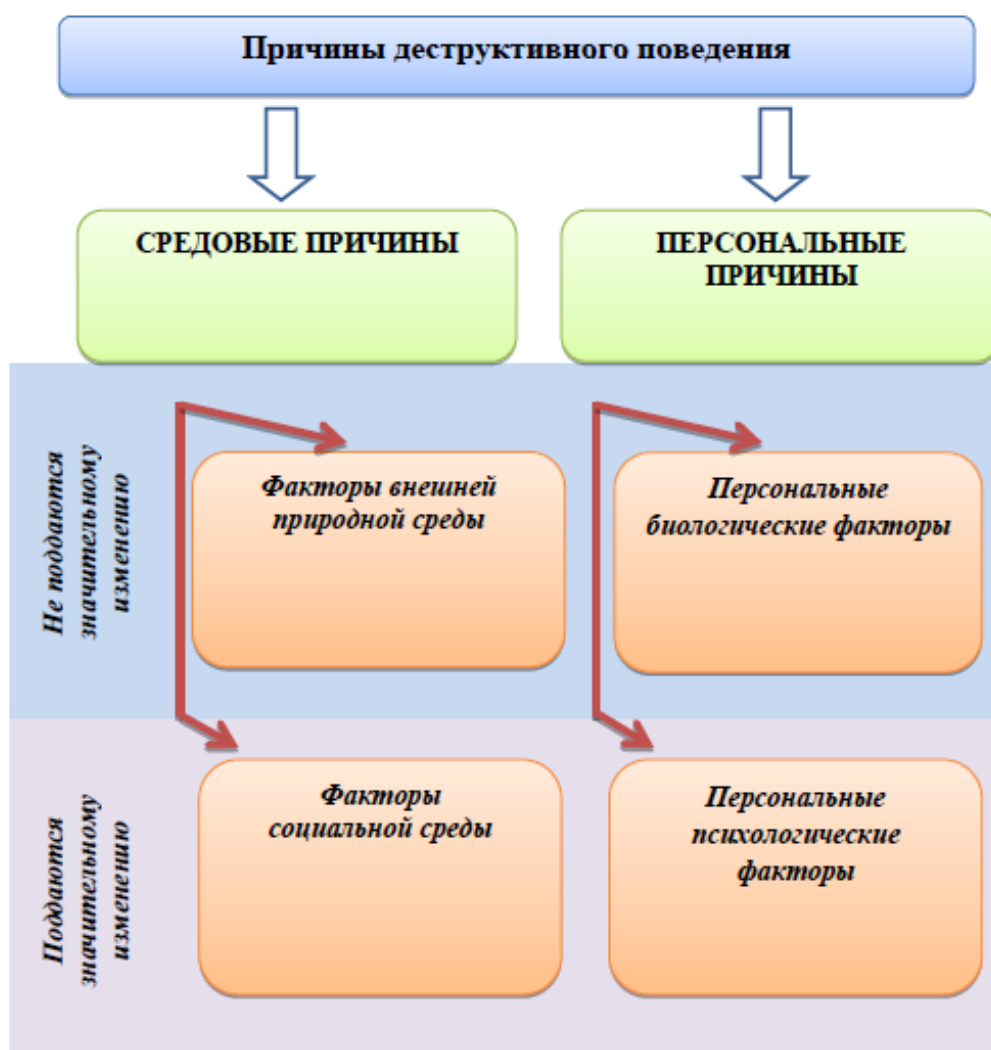 Причины деструктивного поведения
СРЕДОВЫЕ ПРИЧИНЫ
ПЕРСОНАЛЬНЫЕ
ПРИЧИНЫ
Не поддаются
значительному
изменению
Факторы внешней
природной среды
Персональные
биологические факторы
Поддаются
значительному
изменению
Факторы
социальной среды
Персональные
психологические
факторы